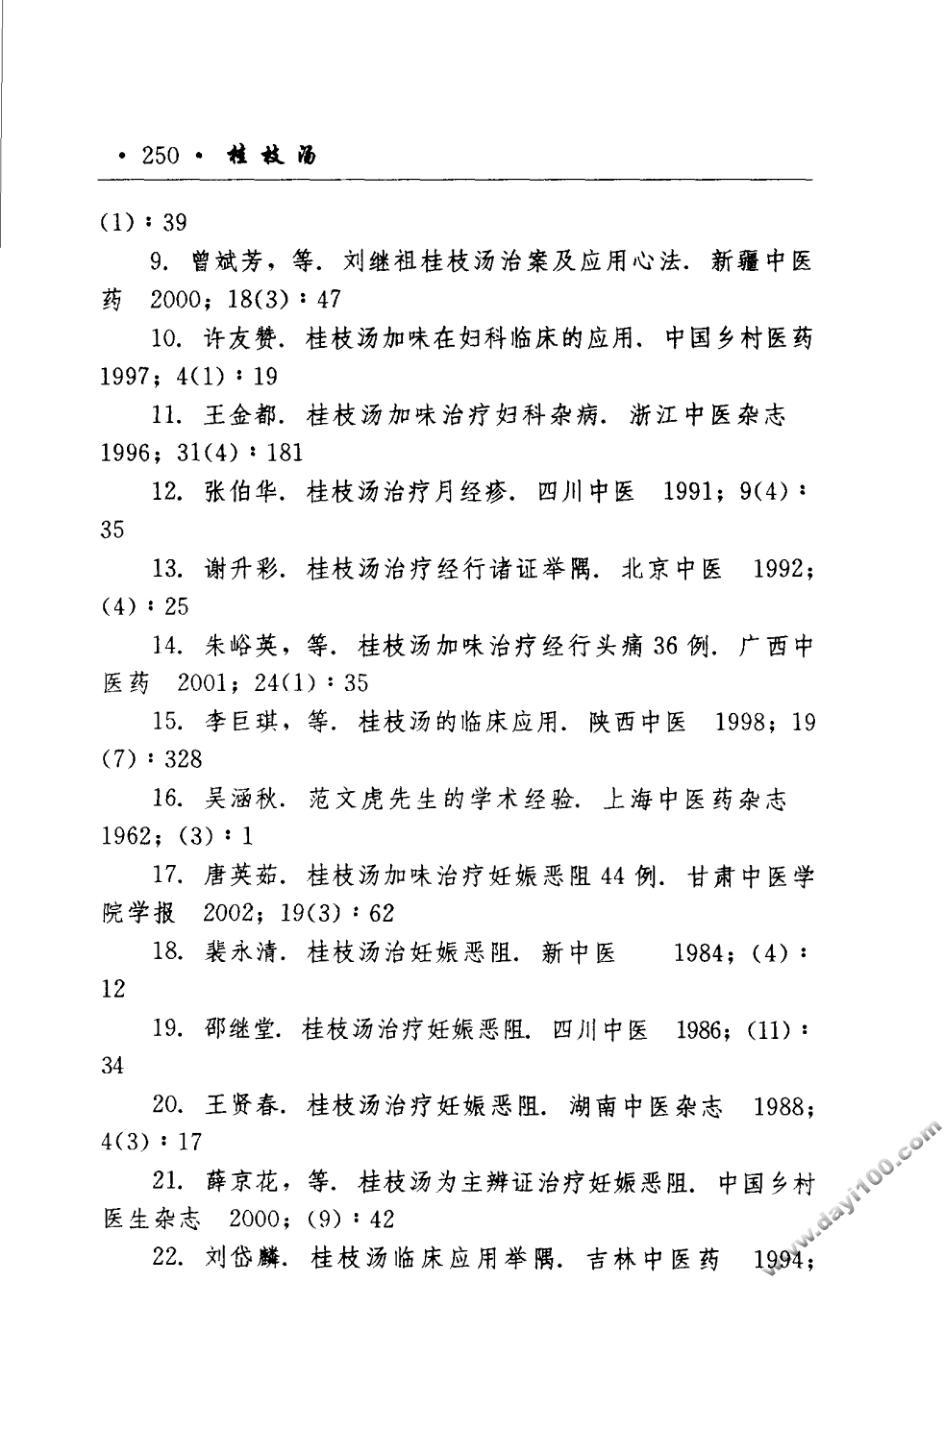 · 250 · 桂枝汤
(1)：39
9. 曾斌芳，等. 刘继祖桂枝汤治案及应用心法. 新疆中医
药 2000；18(3)：47
10. 许友赞. 桂枝汤加味在妇科临床的应用. 中国乡村医药
1997；4(1)：19
11. 王金都. 桂枝汤加味治疗妇科杂病. 浙江中医杂志
1996；31(4)：181
12. 张伯华. 桂枝汤治疗月经疹. 四川中医 1991；9(4)：
35
13. 谢升彩. 桂枝汤治疗经行诸证举隅. 北京中医 1992；
(4)：25
14. 朱峪英，等. 桂枝汤加味治疗经行头痛 36 例. 广西中
医药 2001；24(1)：35
15. 李巨琪，等. 桂枝汤的临床应用. 陕西中医 1998；19
(7)：328
16. 吴涵秋. 范文虎先生的学术经验. 上海中医药杂志
1962；(3)：1
17. 唐英茹. 桂枝汤加味治疗妊娠恶阻 44 例. 甘肃中医学
院学报 2002；19(3)：62
18. 裴永清. 桂枝汤治妊娠恶阻. 新中医 1984；(4)：
12
19. 邵继堂. 桂枝汤治疗妊娠恶阻. 四川中医 1986；(11)：
34
20. 王贤春. 桂枝汤治疗妊娠恶阻. 湖南中医杂志 1988；
4(3)：17
21. 薛京花，等. 桂枝汤为主辨证治疗妊娠恶阻. 中国乡村
医生杂志 2000；(9)：42
22. 刘岱麟. 桂枝汤临床应用举隅. 吉林中医药 1994；
www.dayi100.com